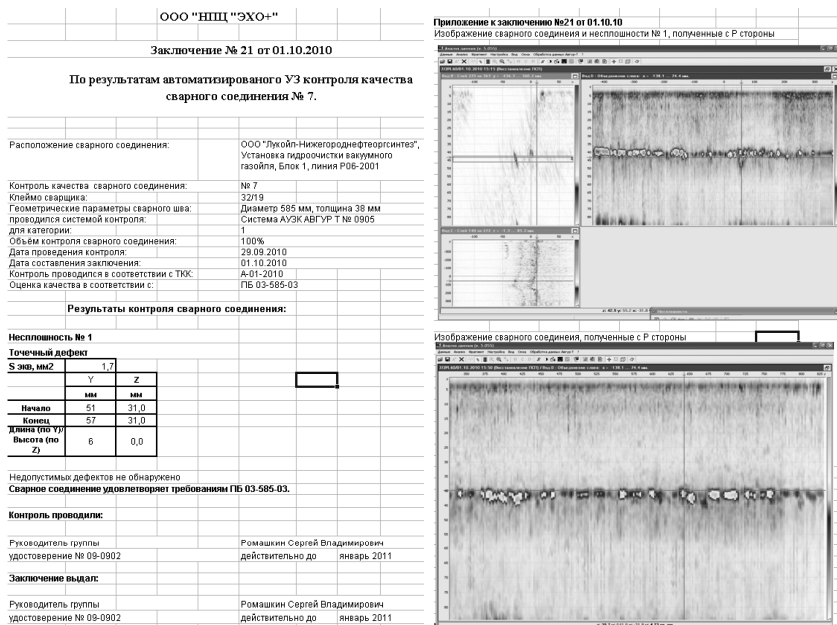 ООО "НПЦ "ЭХО+"
Заключение № 21 от 01.10.2010
По результатам автоматизированого УЗ контроля качества
сварного соединения № 7.
Расположение сварного соединения:
ООО "Лукойл-Нижегороднефтеоргсинтез",
Установка гидроочистки вакуумного
газойля, Блок 1, линия Р06-2001
Контроль качества сварного соединения: № 7
Клеймо сварщика: 32/19
Геометрические параметры сварного шва: Диаметр 585 мм, толщина 38 мм
проводился системой контроля: Система АУЗК АВГУР Т № 0905
для категории: 1
Объём контроля сварного соединения: 100%
Дата проведения контроля: 29.09.2010
Дата составления заключения: 01.10.2010
Контроль проводился в соответствии с ТКК: А-01-2010
Оценка качества в соответствии с: ПБ 03-585-03
Результаты контроля сварного соединения:
Несплошность № 1
Точечный дефект
S экв, мм2 1,7
Y Z
мм мм
Начало 51 31,0
Конец 57 31,0
Длина (по Y)/
Высота (по
Z)
6 0,0
Недопустимых дефектов не обнаружено
Сварное соединение удовлетворяет требованиям ПБ 03-585-03.
Контроль проводили:
Руководитель группы Ромашкин Сергей Владимирович
удостоверение № 09-0902 действительно до январь 2011
Заключение выдал:
Руководитель группы Ромашкин Сергей Владимирович
удостоверение № 09-0902 действительно до январь 2011
Приложение к заключению №21 от 01.10.10
Изображение сварного соединеия и несплошности № 1, полученные с Р стороны
Изображение сварного соединеия, полученные с Р стороны